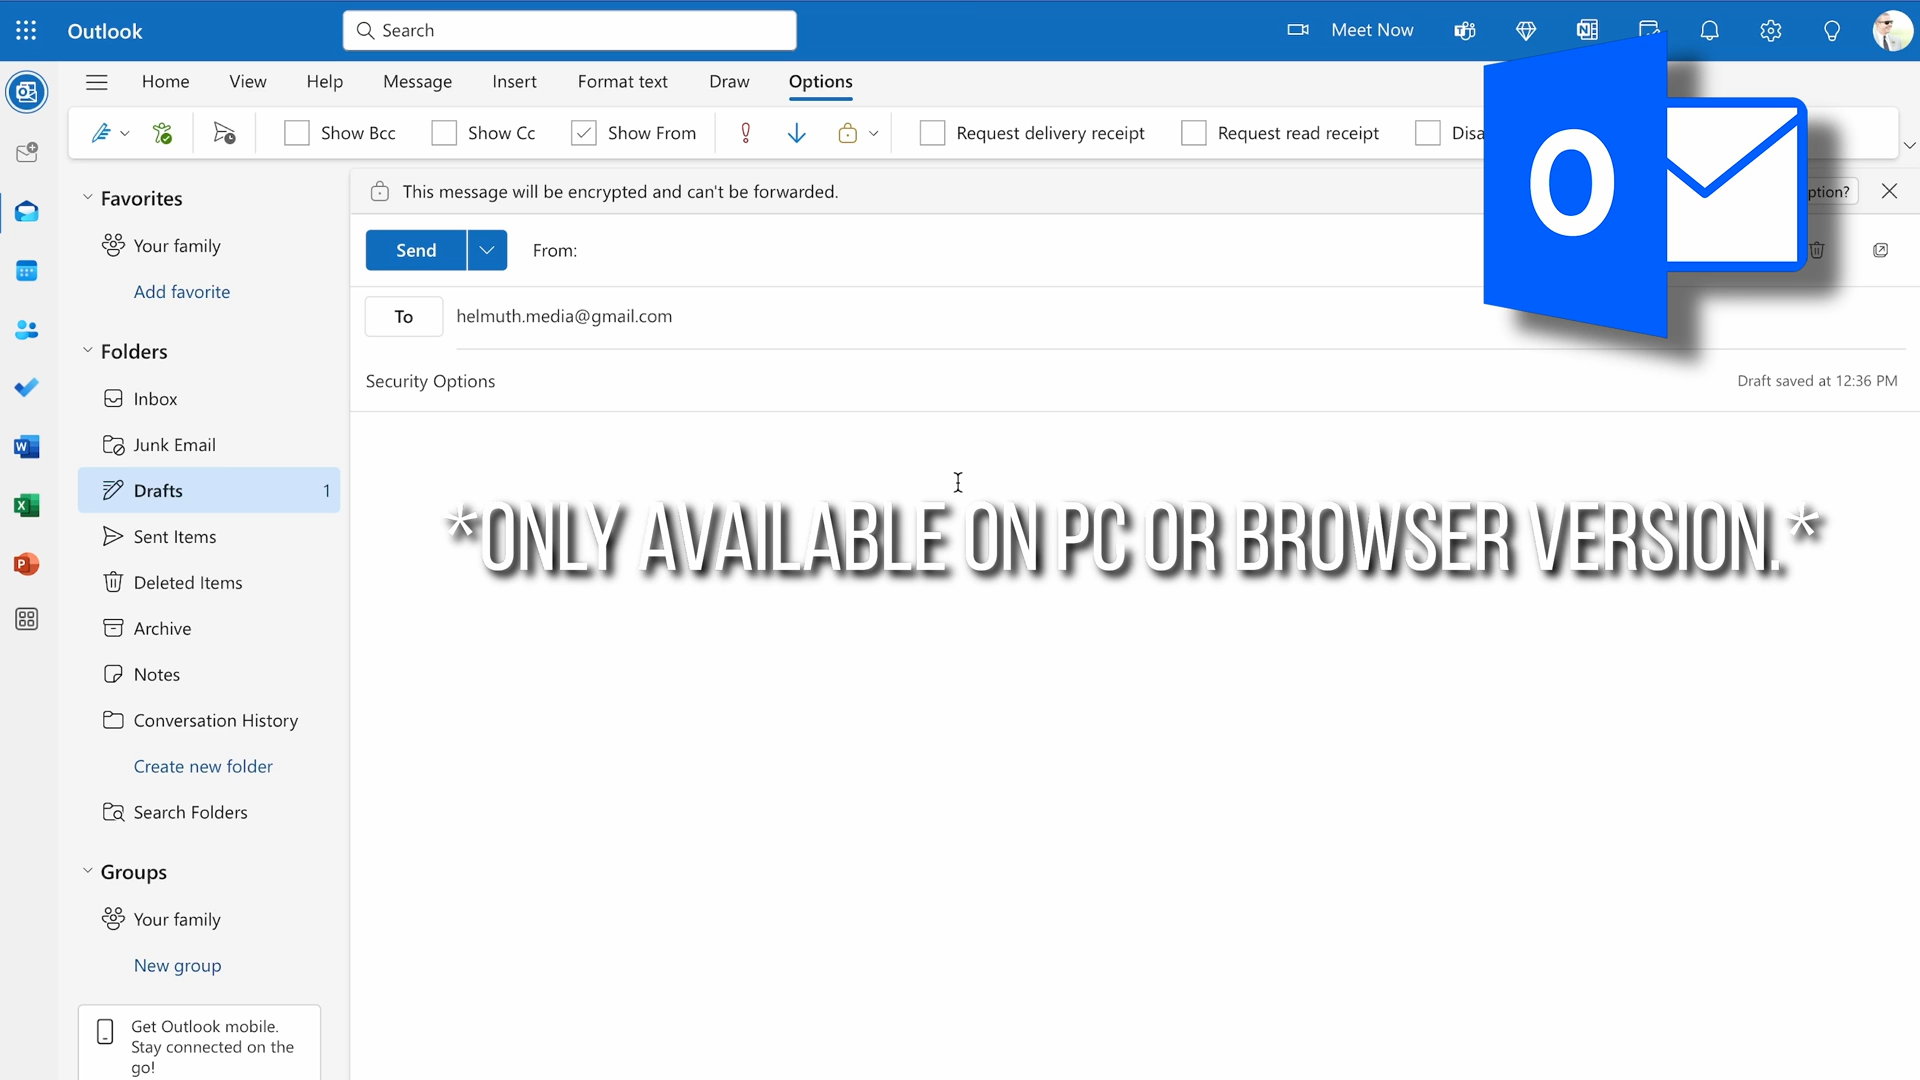 Outlook
Search
Meet Now
Home View Help Message Insert Format text Draw Options
Show Bcc Show Cc Show From Request delivery receipt Request read receipt Disa
This message will be encrypted and can't be forwarded.
ption?
Send
From:
To
helmuth.media@gmail.com
Security Options
Draft saved at 12:36 PM
Favorites
Your family
Add favorite
Folders
Inbox
Junk Email
Drafts 1
Sent Items
Deleted Items
Archive
Notes
Conversation History
Create new folder
Search Folders
Groups
Your family
New group
Get Outlook mobile.
Stay connected on the
go!
*ONLY AVAILABLE ON PC OR BROWSER VERSION.*
O
W
X
P
N